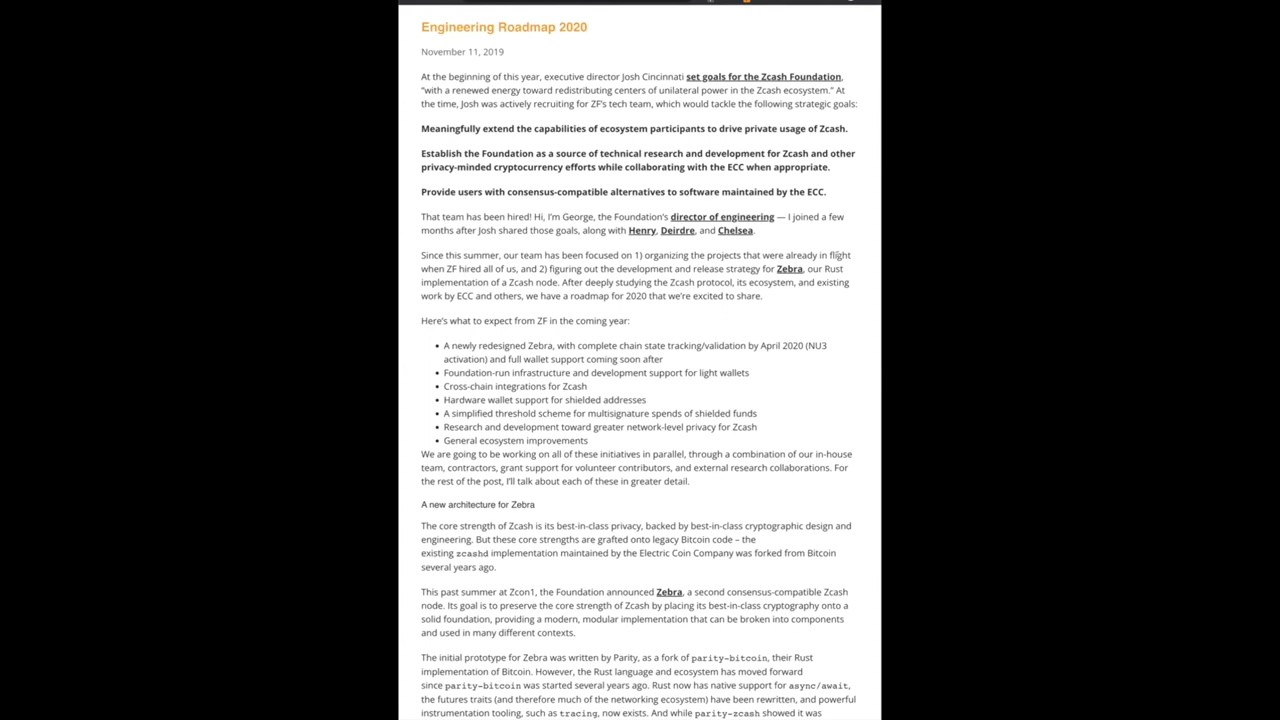 Engineering Roadmap 2020
November 11, 2019
At the beginning of this year, executive director Josh Cincinnati set goals for the Zcash Foundation,
“with a renewed energy toward redistributing centers of unilateral power in the Zcash ecosystem.” At
the time, Josh was actively recruiting for ZF’s tech team, which would tackle the following strategic goals:
Meaningfully extend the capabilities of ecosystem participants to drive private usage of Zcash.
Establish the Foundation as a source of technical research and development for Zcash and other
privacy-minded cryptocurrency efforts while collaborating with the ECC when appropriate.
Provide users with consensus-compatible alternatives to software maintained by the ECC.
That team has been hired! Hi, I’m George, the Foundation’s director of engineering — I joined a few
months after Josh shared those goals, along with Henry, Deirdre, and Chelsea.
Since this summer, our team has been focused on 1) organizing the projects that were already in flight
when ZF hired all of us, and 2) figuring out the development and release strategy for Zebra, our Rust
implementation of a Zcash node. After deeply studying the Zcash protocol, its ecosystem, and existing
work by ECC and others, we have a roadmap for 2020 that we’re excited to share.
Here’s what to expect from ZF in the coming year:
• A newly redesigned Zebra, with complete chain state tracking/validation by April 2020 (NU3
activation) and full wallet support coming soon after
• Foundation-run infrastructure and development support for light wallets
• Cross-chain integrations for Zcash
• Hardware wallet support for shielded addresses
• A simplified threshold scheme for multisignature spends of shielded funds
• Research and development toward greater network-level privacy for Zcash
• General ecosystem improvements
We are going to be working on all of these initiatives in parallel, through a combination of our in-house
team, contractors, grant support for volunteer contributors, and external research collaborations. For
the rest of the post, I’ll talk about each of these in greater detail.
A new architecture for Zebra
The core strength of Zcash is its best-in-class privacy, backed by best-in-class cryptographic design and
engineering. But these core strengths are grafted onto legacy Bitcoin code – the
existing zcashd implementation maintained by the Electric Coin Company was forked from Bitcoin
several years ago.
This past summer at Zcon1, the Foundation announced Zebra, a second consensus-compatible Zcash
node. Its goal is to preserve the core strength of Zcash by placing its best-in-class cryptography onto a
solid foundation, providing a modern, modular implementation that can be broken into components
and used in many different contexts.
The initial prototype for Zebra was written by Parity, as a fork of parity-bitcoin, their Rust
implementation of Bitcoin. However, the Rust language and ecosystem has moved forward
since parity-bitcoin was started several years ago. Rust now has native support for async/await,
the futures traits (and therefore much of the networking ecosystem) have been rewritten, and powerful
instrumentation tooling, such as tracing, now exists. And while parity-zcash showed it was